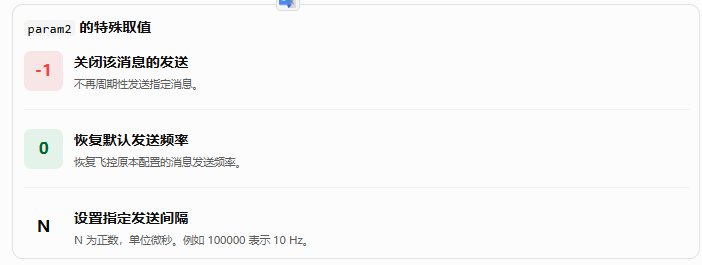 param2 的特殊取值
-1
关闭该消息的发送
不再周期性发送指定消息。
0
恢复默认发送频率
恢复飞控原本配置的消息发送频率。
N
设置指定发送间隔
N 为正数，单位微秒。例如 100000 表示 10 Hz。